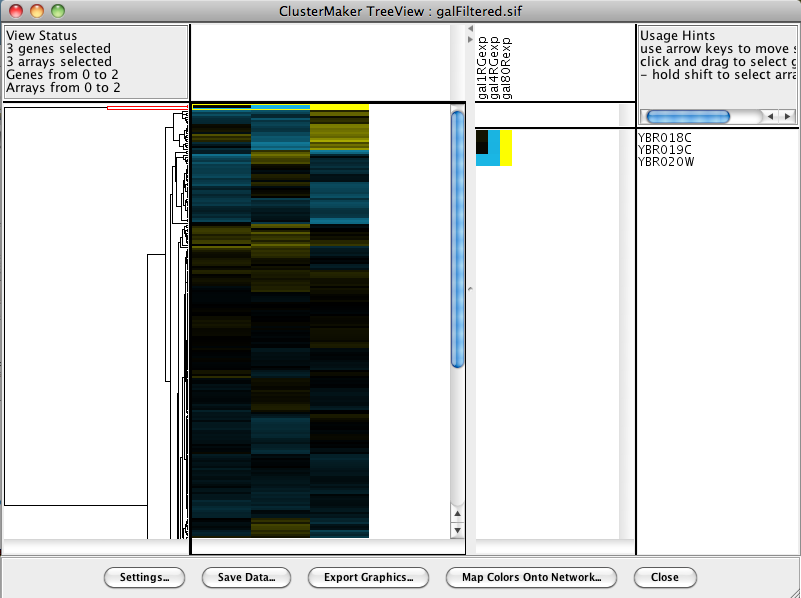 ClusterMaker TreeView : galFiltered.sif
View Status
3 genes selected
3 arrays selected
Genes from 0 to 2
Arrays from 0 to 2
gal1RGexp
gal4RGexp
gal80Rexp
Usage Hints
use arrow keys to move
click and drag to select
- hold shift to select arra
YBR018C
YBR019C
YBR020W
Settings...
Save Data...
Export Graphics...
Map Colors Onto Network...
Close